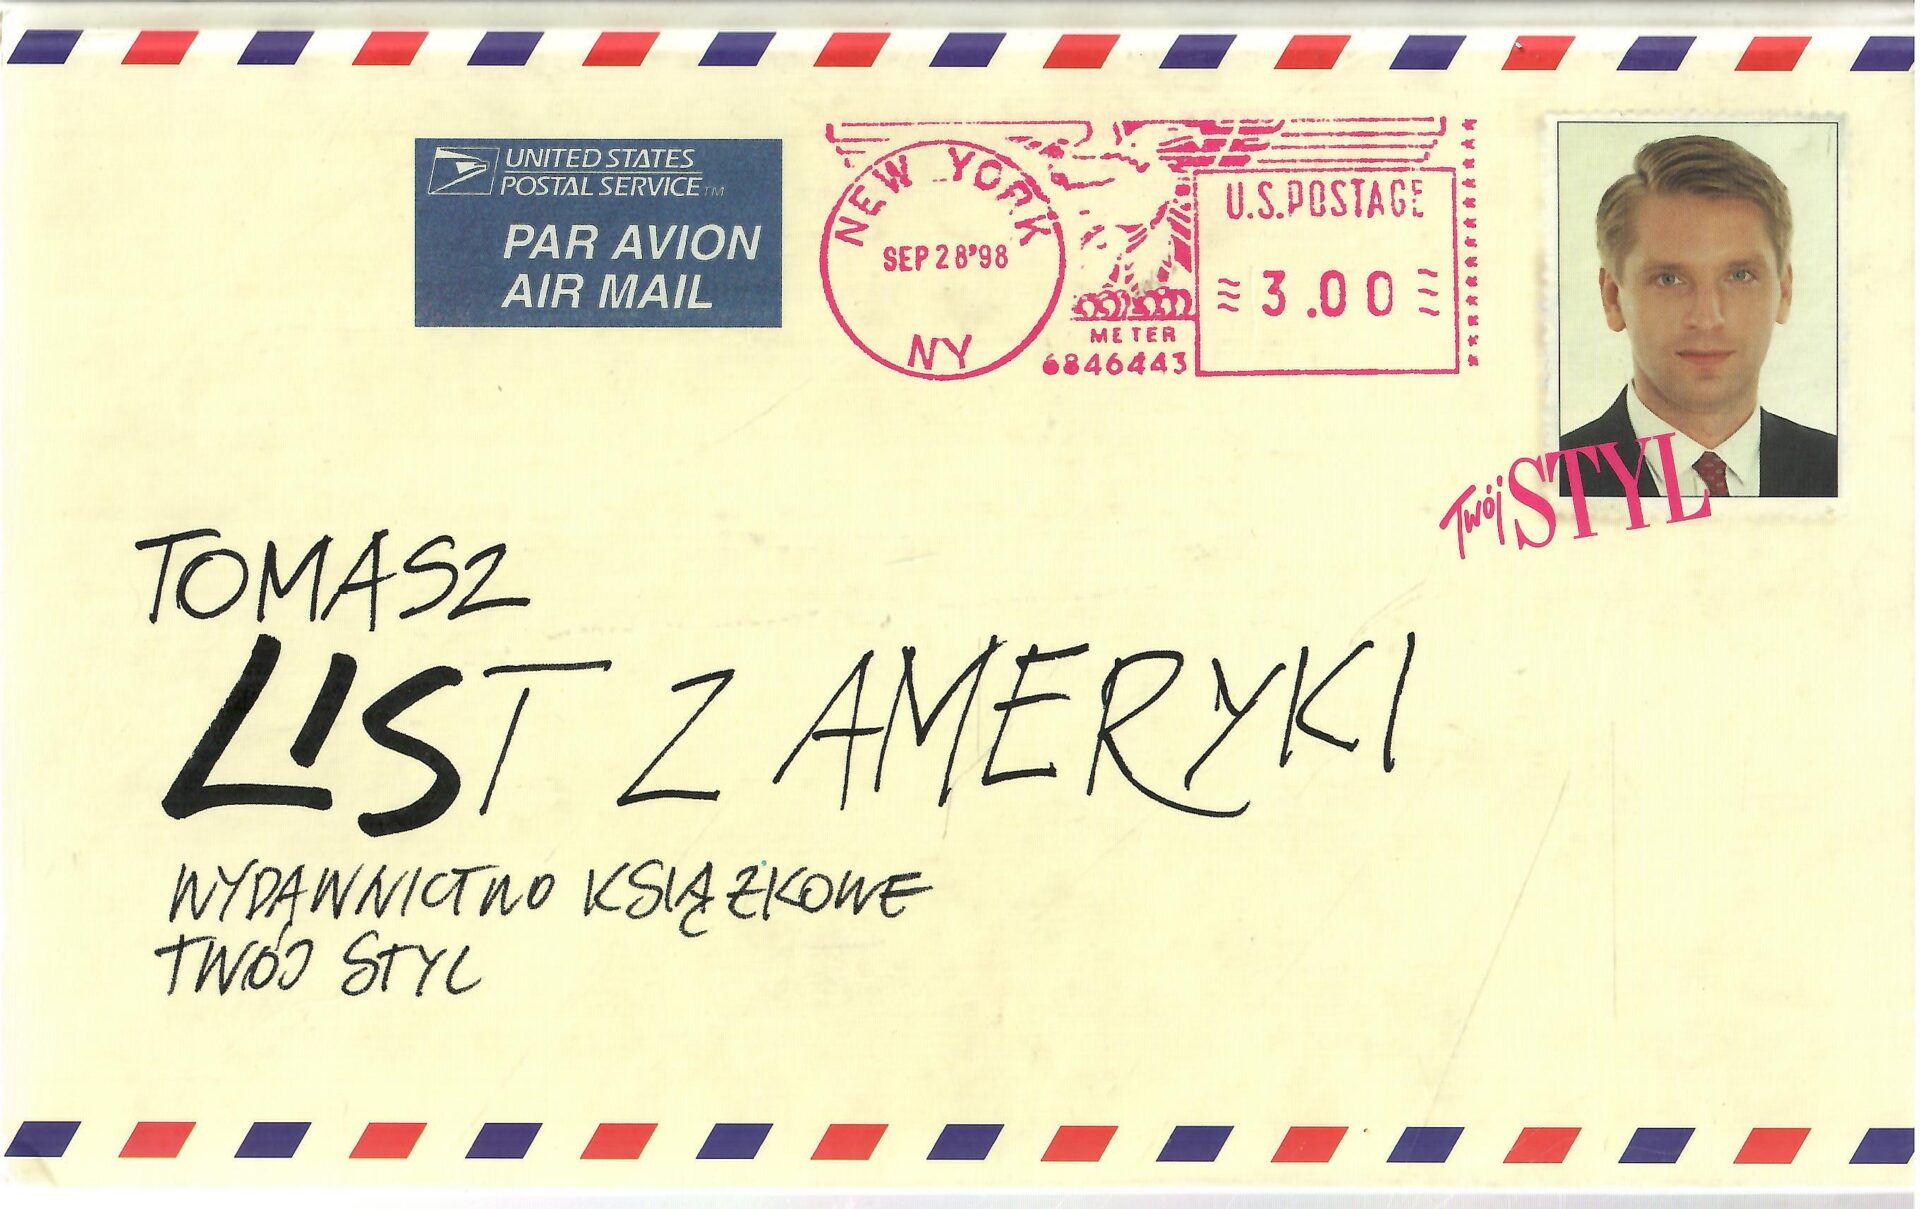 UNITED STATES
POSTAL SERVICE™
PAR AVION
AIR MAIL
NEW YORK
SEP 28'98
NY
METER
6846443
U.S. POSTAGE
3.00
Twój STYL
TOMASZ
LIST Z AMERYKI
WYDAWNICTWO KSIĄŻKOWE
TWÓJ STYL